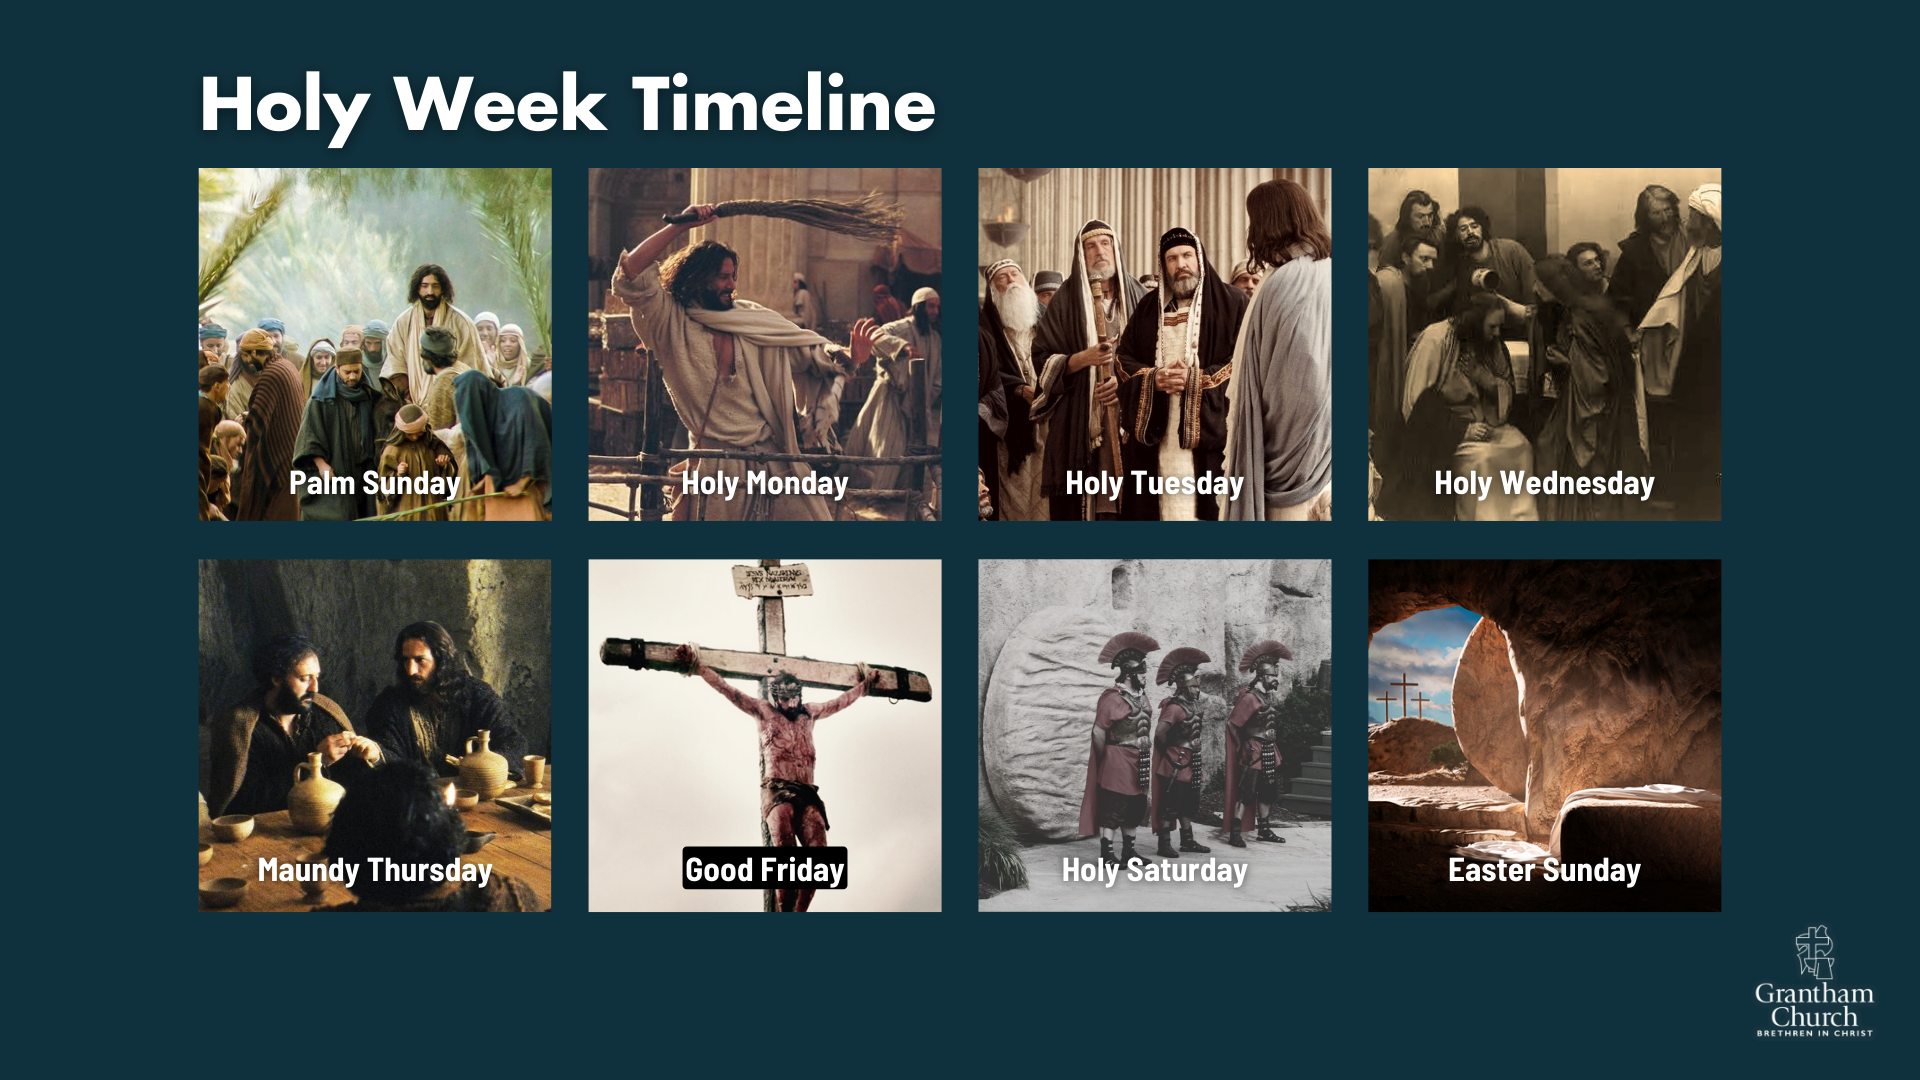 Holy Week Timeline
Palm Sunday
Holy Monday
Holy Tuesday
Holy Wednesday
Maundy Thursday
Good Friday
Holy Saturday
Easter Sunday
Grantham
Church
BRETHREN IN CHRIST